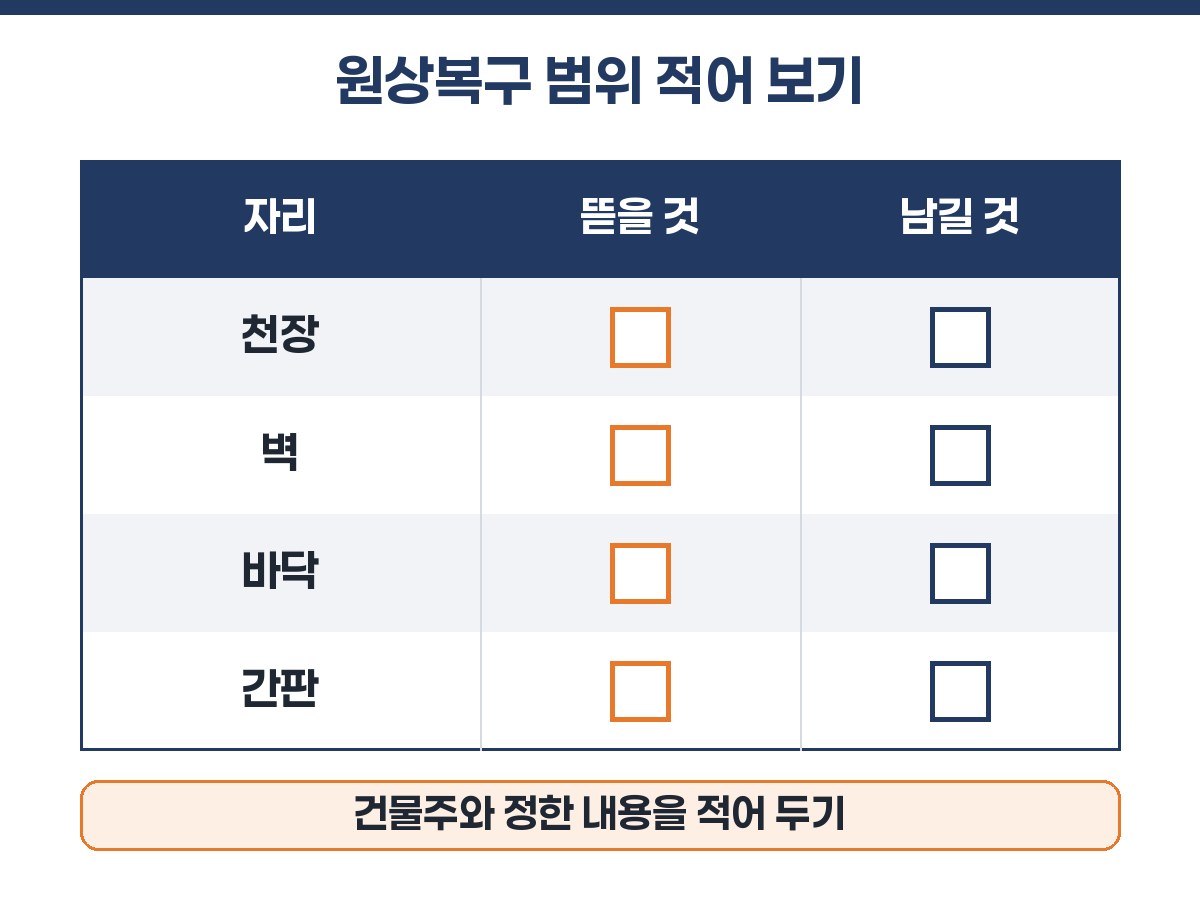 원상복구 범위 적어 보기
자리 뜯을 것 남길 것
천장
벽
바닥
간판
건물주와 정한 내용을 적어 두기